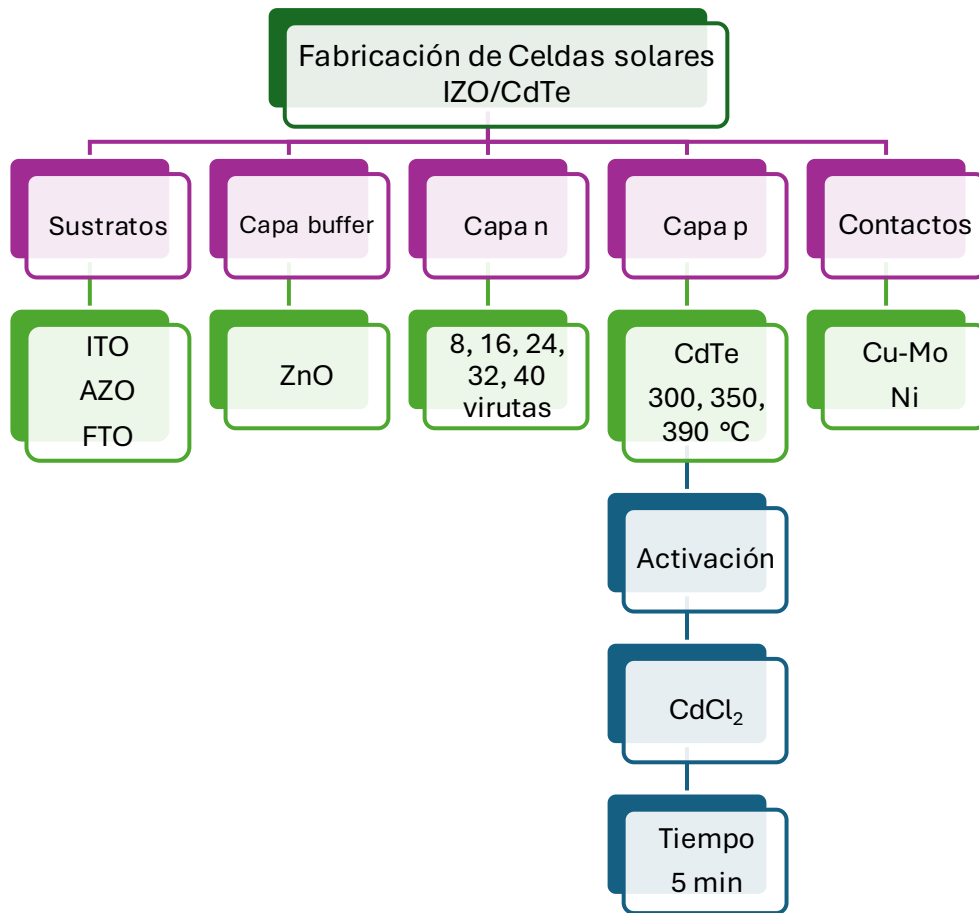 Fabricación de Celdas solares
IZO/CdTe
Sustratos
Capa buffer
Capa n
Capa p
Contactos
ITO
AZO
FTO
ZnO
8, 16, 24,
32, 40
virutas
CdTe
300, 350,
390 °C
Cu-Mo
Ni
Activación
CdCl₂
Tiempo
5 min